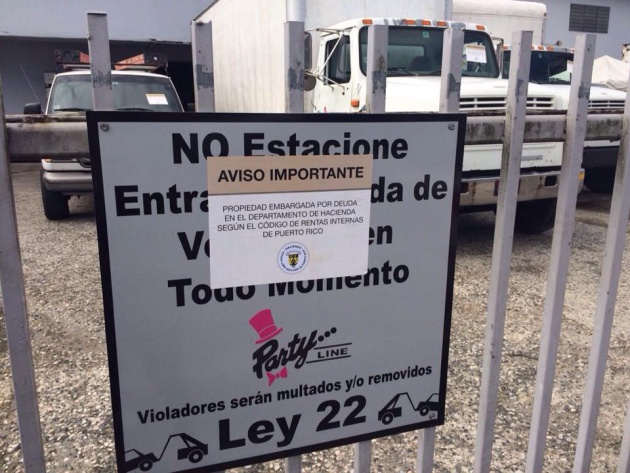 NO Estacione
AVISO IMPORTANTE
PROPIEDAD EMBARGADA POR DEUDA
EN EL DEPARTAMENTO DE HACIENDA
SEGÚN EL CÓDIGO DE RENTAS INTERNAS
DE PUERTO RICO
Entra da de
Ve en
Todo Momento
Party...
LINE
Violadores serán multados y/o removidos
Ley 22